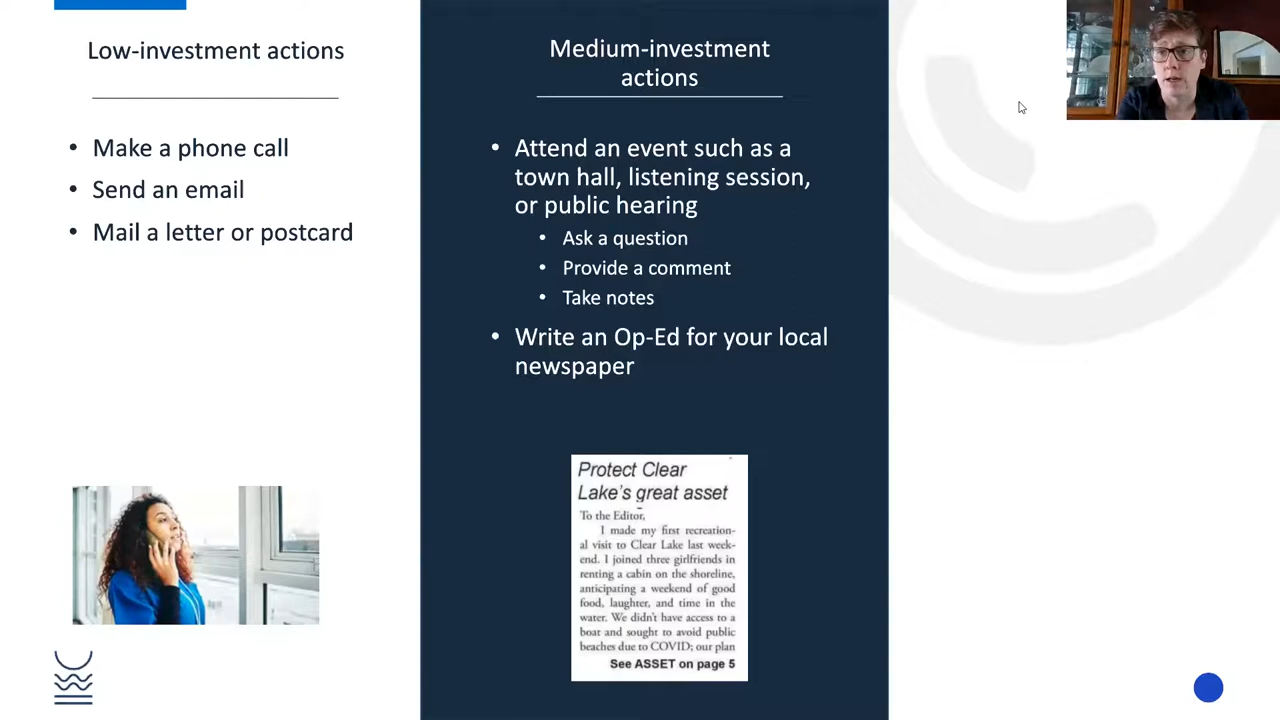 Low-investment actions
• Make a phone call
• Send an email
• Mail a letter or postcard
Medium-investment
actions
• Attend an event such as a
town hall, listening session,
or public hearing
• Ask a question
• Provide a comment
• Take notes
• Write an Op-Ed for your local
newspaper
Protect Clear
Lake's great asset
To the Editor,
I made my first recreation-
al visit to Clear Lake last week-
end. I joined three girlfriends in
renting a cabin on the shoreline,
anticipating a weekend of good
food, laughter, and time in the
water. We didn't have access to a
boat and sought to avoid public
beaches due to COVID; our plan
See ASSET on page 5